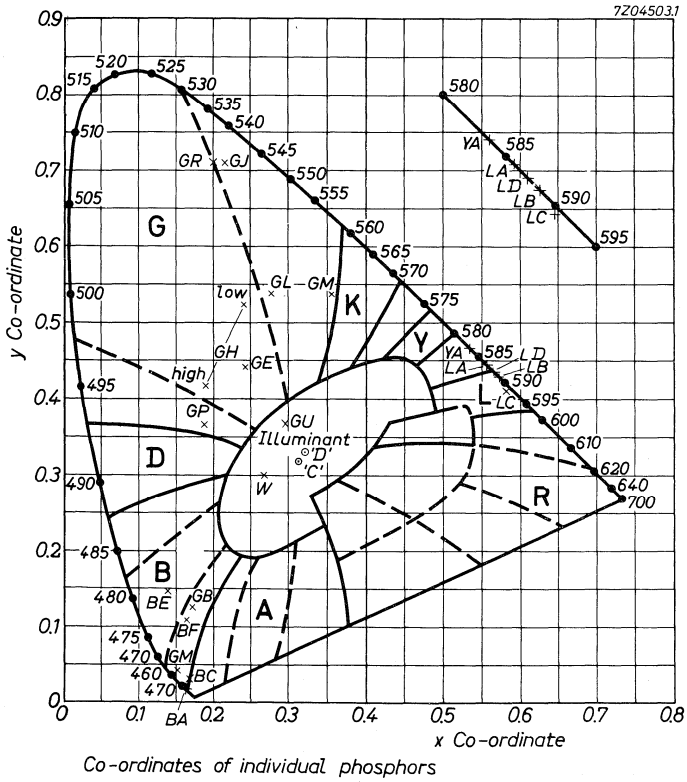 7Z04503.1
0.9
520
525
515
530
580
0.8
535
540
510
YA
585
545
GR
GJ
LA
0.7
550
LD
590
555
LB
505
LC
G
560
595
0.6
565
570
y Co-ordinate
500
low
GL
GM
K
575
0.5
Y
580
GH
GE
YA
585
LD
high
LA
LB
495
590
0.4
L
LC
595
GP
GU
600
Illuminant
610
D
'D'
'C'
620
0.3
W
490
R
640
700
485
0.2
B
480
BE
GB
A
0.1
475
BF
470
GM
460
BC
470
0
BA
0
0.1
0.2
0.3
0.4
0.5
0.6
0.7
0.8
x Co-ordinate
Co-ordinates of individual phosphors